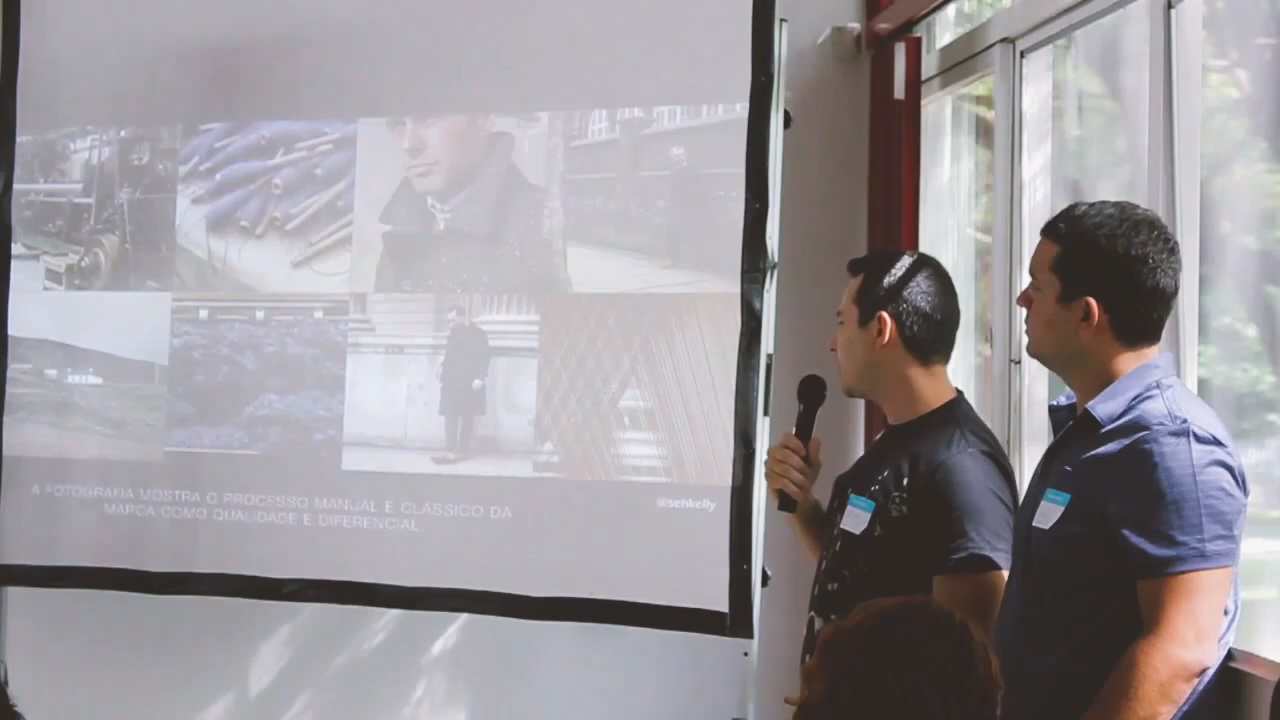 A FOTOGRAFIA MOSTRA O PROCESSO MANUAL E CLÁSSICO DA
MARCA COMO QUALIDADE E DIFERENCIAL
@sehkelly